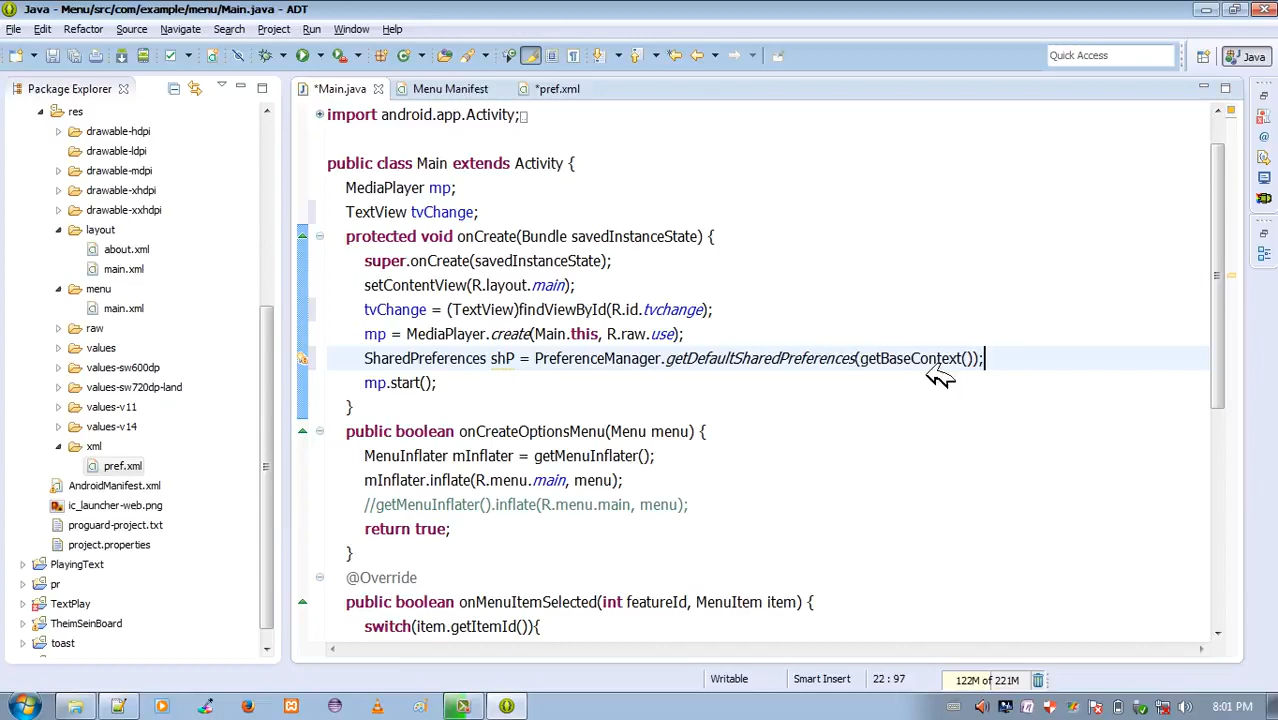 Java - Menu/src/com/example/menu/Main.java - ADT
File Edit Refactor Source Navigate Search Project Run Window Help
Quick Access
Java
Package Explorer
*Main.java
Menu Manifest
*pref.xml
res
drawable-hdpi
drawable-ldpi
drawable-mdpi
drawable-xhdpi
drawable-xxhdpi
layout
about.xml
main.xml
menu
main.xml
raw
values
values-sw600dp
values-sw720dp-land
values-v11
values-v14
xml
pref.xml
AndroidManifest.xml
ic_launcher-web.png
proguard-project.txt
project.properties
PlayingText
pr
TextPlay
TheimSeinBoard
toast
import android.app.Activity;
public class Main extends Activity {
MediaPlayer mp;
TextView tvChange;
protected void onCreate(Bundle savedInstanceState) {
super.onCreate(savedInstanceState);
setContentView(R.layout.main);
tvChange = (TextView)findViewById(R.id.tvchange);
mp = MediaPlayer.create(Main.this, R.raw.use);
SharedPreferences shP = PreferenceManager.getDefaultSharedPreferences(getBaseContext());
mp.start();
}
public boolean onCreateOptionsMenu(Menu menu) {
MenuInflater mInflater = getMenuInflater();
mInflater.inflate(R.menu.main, menu);
//getMenuInflater().inflate(R.menu.main, menu);
return true;
}
@Override
public boolean onMenuItemSelected(int featureId, MenuItem item) {
switch(item.getItemId()){
Writable
Smart Insert
22 : 97
122M of 221M
8:01 PM